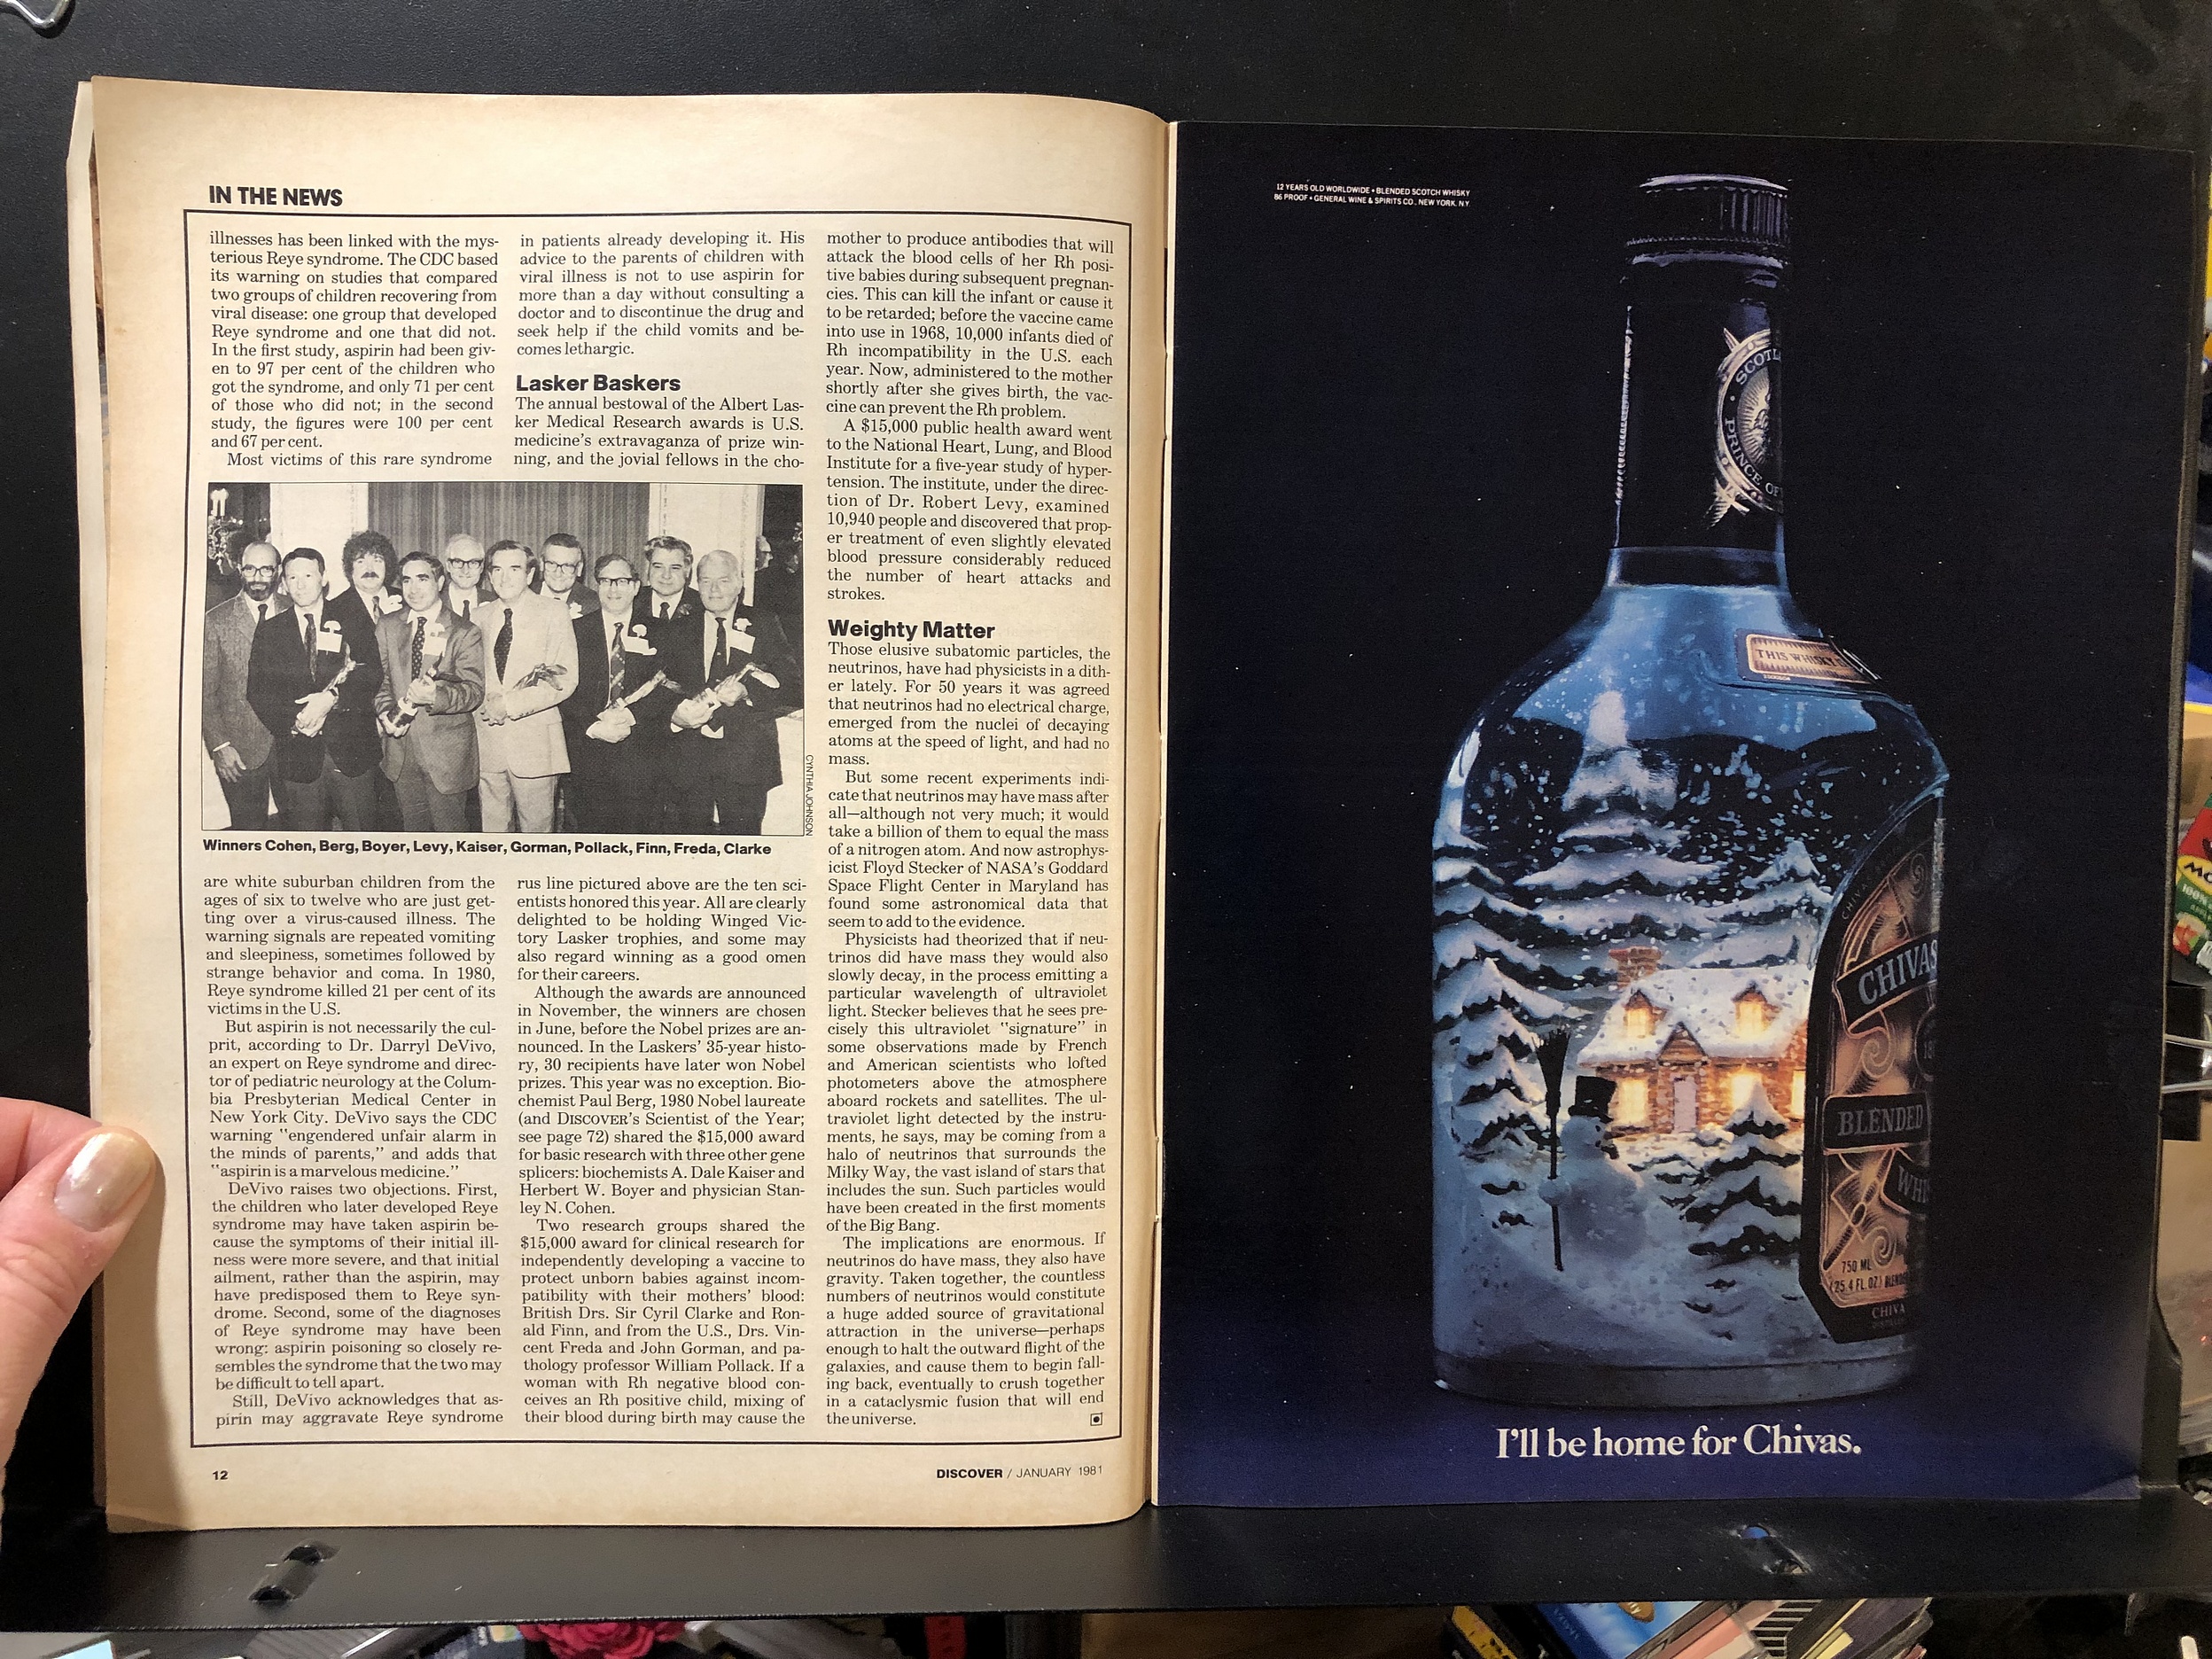 IN THE NEWS
illnesses has been linked with the mys-
terious Reye syndrome. The CDC based
its warning on studies that compared
two groups of children recovering from
viral disease: one group that developed
Reye syndrome and one that did not.
In the first study, aspirin had been giv-
en to 97 per cent of the children who
got the syndrome, and only 71 per cent
of those who did not; in the second
study, the figures were 100 per cent
and 67 per cent.
Most victims of this rare syndrome
are white suburban children from the
ages of six to twelve who are just get-
ting over a virus-caused illness. The
warning signals are repeated vomiting
and sleepiness, sometimes followed by
strange behavior and coma. In 1980,
Reye syndrome killed 21 per cent of its
victims in the U.S.
But aspirin is not necessarily the cul-
prit, according to Dr. Darryl DeVivo,
an expert on Reye syndrome and direc-
tor of pediatric neurology at the Colum-
bia Presbyterian Medical Center in
New York City. DeVivo says the CDC
warning "engendered unfair alarm in
the minds of parents," and adds that
"aspirin is a marvelous medicine."
DeVivo raises two objections. First,
the children who later developed Reye
syndrome may have taken aspirin be-
cause the symptoms of their initial ill-
ness were more severe, and that initial
ailment, rather than the aspirin, may
have predisposed them to Reye syn-
drome. Second, some of the diagnoses
of Reye syndrome may have been
wrong: aspirin poisoning so closely re-
sembles the syndrome that the two may
be difficult to tell apart.
Still, DeVivo acknowledges that as-
pirin may aggravate Reye syndrome
in patients already developing it. His
advice to the parents of children with
viral illness is not to use aspirin for
more than a day without consulting a
doctor and to discontinue the drug and
seek help if the child vomits and be-
comes lethargic.
Lasker Baskers
The annual bestowal of the Albert Las-
ker Medical Research awards is U.S.
medicine's extravaganza of prize win-
ning, and the jovial fellows in the cho-
CYNTHIA JOHNSON
Winners Cohen, Berg, Boyer, Levy, Kaiser, Gorman, Pollack, Finn, Freda, Clarke
rus line pictured above are the ten sci-
entists honored this year. All are clearly
delighted to be holding Winged Vic-
tory Lasker trophies, and some may
also regard winning as a good omen
for their careers.
Although the awards are announced
in November, the winners are chosen
in June, before the Nobel prizes are an-
nounced. In the Laskers' 35-year histo-
ry, 30 recipients have later won Nobel
prizes. This year was no exception. Bio-
chemist Paul Berg, 1980 Nobel laureate
(and DISCOVER's Scientist of the Year;
see page 72) shared the $15,000 award
for basic research with three other gene
splicers: biochemists A. Dale Kaiser and
Herbert W. Boyer and physician Stan-
ley N. Cohen.
Two research groups shared the
$15,000 award for clinical research for
independently developing a vaccine to
protect unborn babies against incom-
patibility with their mothers' blood:
British Drs. Sir Cyril Clarke and Ron-
ald Finn, and from the U.S., Drs. Vin-
cent Freda and John Gorman, and pa-
thology professor William Pollack. If a
woman with Rh negative blood con-
ceives an Rh positive child, mixing of
their blood during birth may cause the
mother to produce antibodies that will
attack the blood cells of her Rh posi-
tive babies during subsequent pregnan-
cies. This can kill the infant or cause it
to be retarded; before the vaccine came
into use in 1968, 10,000 infants died of
Rh incompatibility in the U.S. each
year. Now, administered to the mother
shortly after she gives birth, the vac-
cine can prevent the Rh problem.
A $15,000 public health award went
to the National Heart, Lung, and Blood
Institute for a five-year study of hyper-
tension. The institute, under the direc-
tion of Dr. Robert Levy, examined
10,940 people and discovered that prop-
er treatment of even slightly elevated
blood pressure considerably reduced
the number of heart attacks and
strokes.
Weighty Matter
Those elusive subatomic particles, the
neutrinos, have had physicists in a dith-
er lately. For 50 years it was agreed
that neutrinos had no electrical charge,
emerged from the nuclei of decaying
atoms at the speed of light, and had no
mass.
But some recent experiments indi-
cate that neutrinos may have mass after
all—although not very much; it would
take a billion of them to equal the mass
of a nitrogen atom. And now astrophys-
icist Floyd Stecker of NASA's Goddard
Space Flight Center in Maryland has
found some astronomical data that
seem to add to the evidence.
Physicists had theorized that if neu-
trinos did have mass they would also
slowly decay, in the process emitting a
particular wavelength of ultraviolet
light. Stecker believes that he sees pre-
cisely this ultraviolet "signature" in
some observations made by French
and American scientists who lofted
photometers above the atmosphere
aboard rockets and satellites. The ul-
traviolet light detected by the instru-
ments, he says, may be coming from a
halo of neutrinos that surrounds the
Milky Way, the vast island of stars that
includes the sun. Such particles would
have been created in the first moments
of the Big Bang.
The implications are enormous. If
neutrinos do have mass, they also have
gravity. Taken together, the countless
numbers of neutrinos would constitute
a huge added source of gravitational
attraction in the universe—perhaps
enough to halt the outward flight of the
galaxies, and cause them to begin fall-
ing back, eventually to crush together
in a cataclysmic fusion that will end
the universe.
12
DISCOVER / JANUARY 1981
12 YEARS OLD WORLDWIDE • BLENDED SCOTCH WHISKY
86 PROOF • GENERAL WINE & SPIRITS CO., NEW YORK, N.Y.
PRINCE OF
THIS WHISKY
CHIVAS
BLENDED
750 ML
(25.4 FL. OZ.)
I'll be home for Chivas.